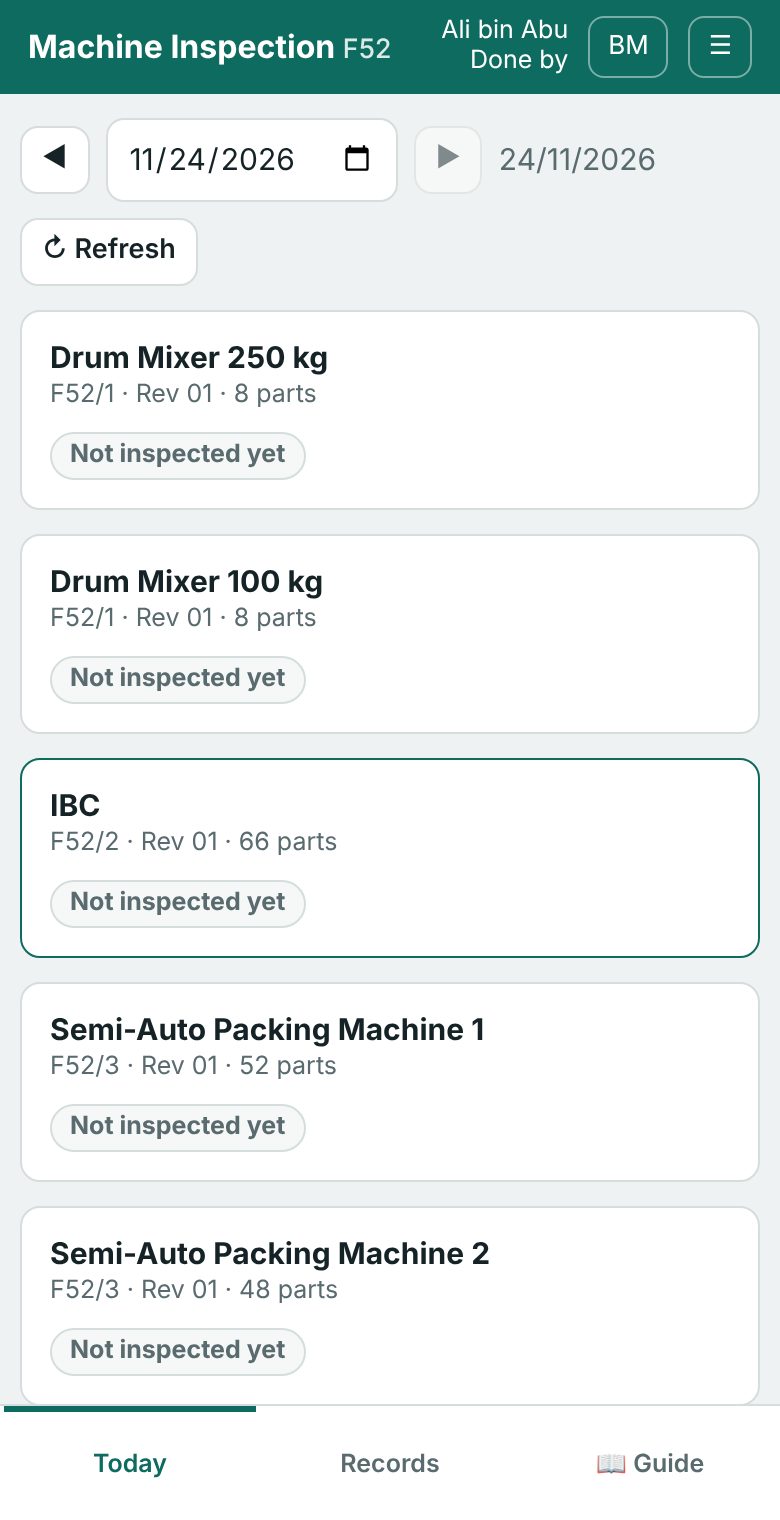 Machine Inspection F52
Ali bin Abu
Done by
BM
☰
◀ 11/24/2026 ▶ 24/11/2026
↻ Refresh
Drum Mixer 250 kg
F52/1 · Rev 01 · 8 parts
Not inspected yet
Drum Mixer 100 kg
F52/1 · Rev 01 · 8 parts
Not inspected yet
IBC
F52/2 · Rev 01 · 66 parts
Not inspected yet
Semi-Auto Packing Machine 1
F52/3 · Rev 01 · 52 parts
Not inspected yet
Semi-Auto Packing Machine 2
F52/3 · Rev 01 · 48 parts
Not inspected yet
Today
Records
📖 Guide